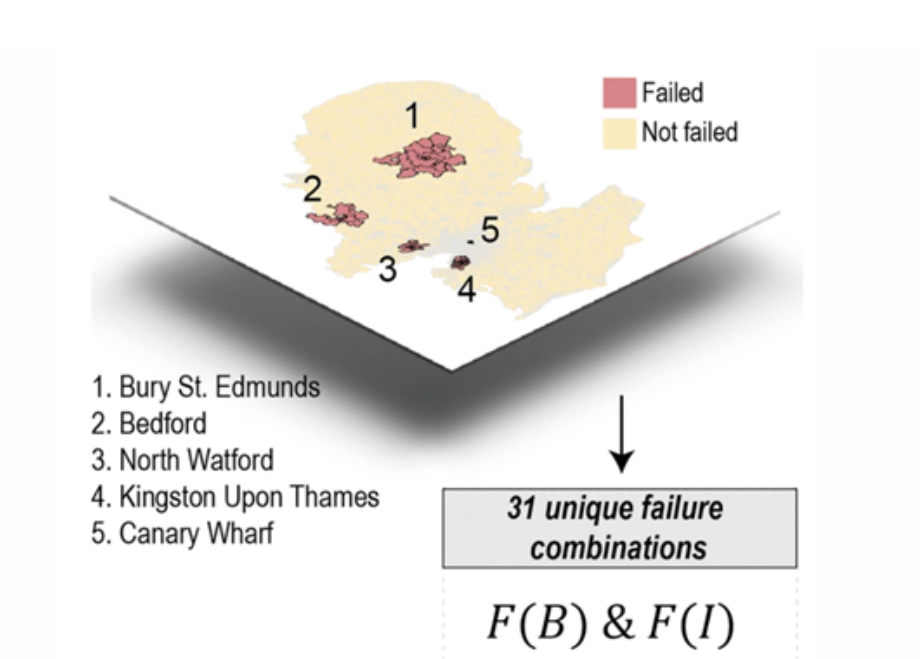 Failed
Not failed
1
2
5
3
4
1. Bury St. Edmunds
2. Bedford
3. North Watford
4. Kingston Upon Thames
5. Canary Wharf
31 unique failure
combinations
F(B) & F(I)